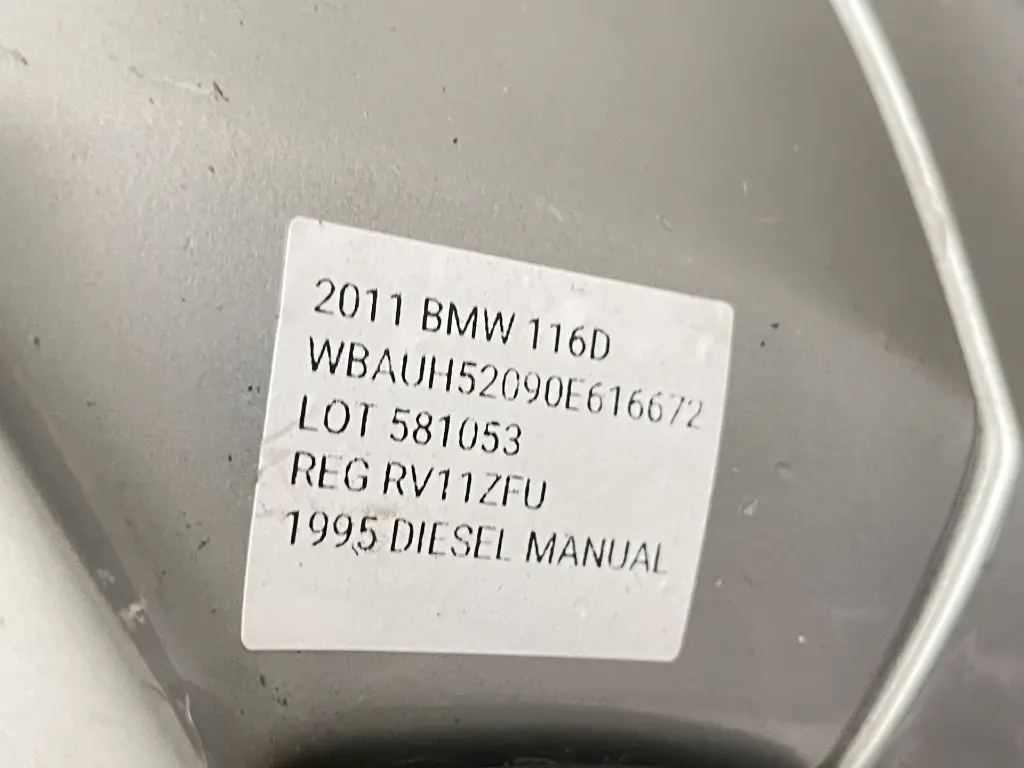 2011 BMW 116D
WBAUH52090E616672
LOT 581053
REG RV11ZFU
1995 DIESEL MANUAL